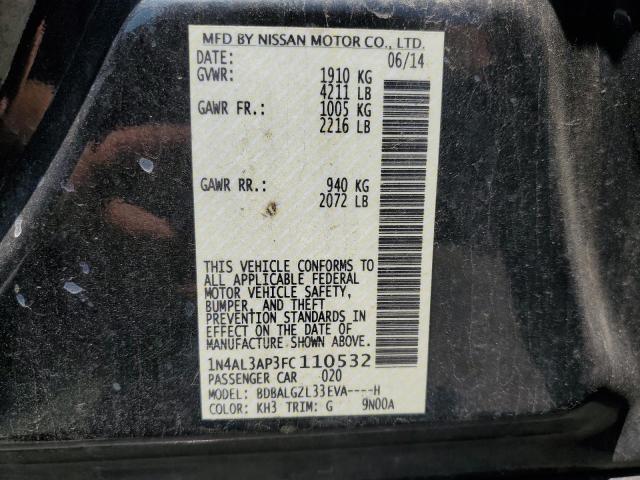 MFD BY NISSAN MOTOR CO., LTD.
DATE: 06/14
GVWR: 1910 KG
4211 LB
GAWR FR.: 1005 KG
2216 LB
GAWR RR.: 940 KG
2072 LB
THIS VEHICLE CONFORMS TO
ALL APPLICABLE FEDERAL
MOTOR VEHICLE SAFETY,
BUMPER, AND THEFT
PREVENTION STANDARDS IN
EFFECT ON THE DATE OF
MANUFACTURE SHOWN ABOVE.
1N4AL3AP3FC110532
PASSENGER CAR 020
MODEL: BDBALGZL33EVA----H
COLOR: KH3 TRIM: G 9N00A